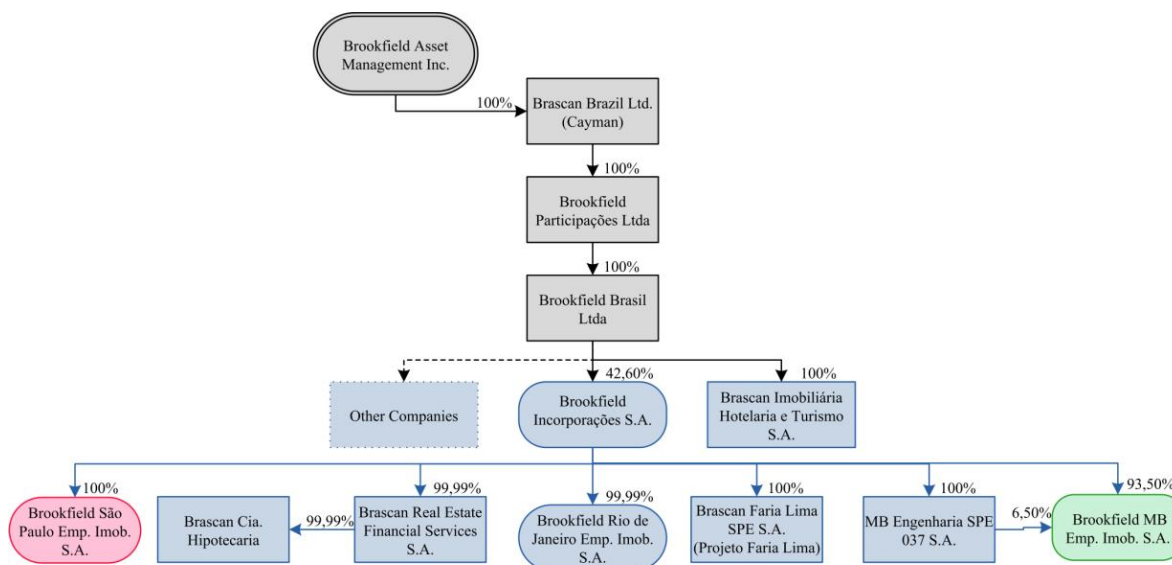 Brookfield Asset
Management Inc.
100%
Brascan Brazil Ltd.
(Cayman)
100%
Brookfield
Participações Ltda
100%
Brookfield Brasil
Ltda
42,60%
100%
Other Companies
Brookfield
Incorporações S.A.
Brascan Imobiliária
Hotelaria e Turismo
S.A.
100%
99,99%
99,99%
100%
100%
93,50%
Brookfield São
Paulo Emp. Imob.
S.A.
Brascan Cia.
Hipotecaria
99,99%
Brascan Real Estate
Financial Services
S.A.
Brookfield Rio de
Janeiro Emp. Imob.
S.A.
Brascan Faria Lima
SPE S.A.
(Projeto Faria Lima)
MB Engenharia SPE
037 S.A.
6,50%
Brookfield MB
Emp. Imob. S.A.